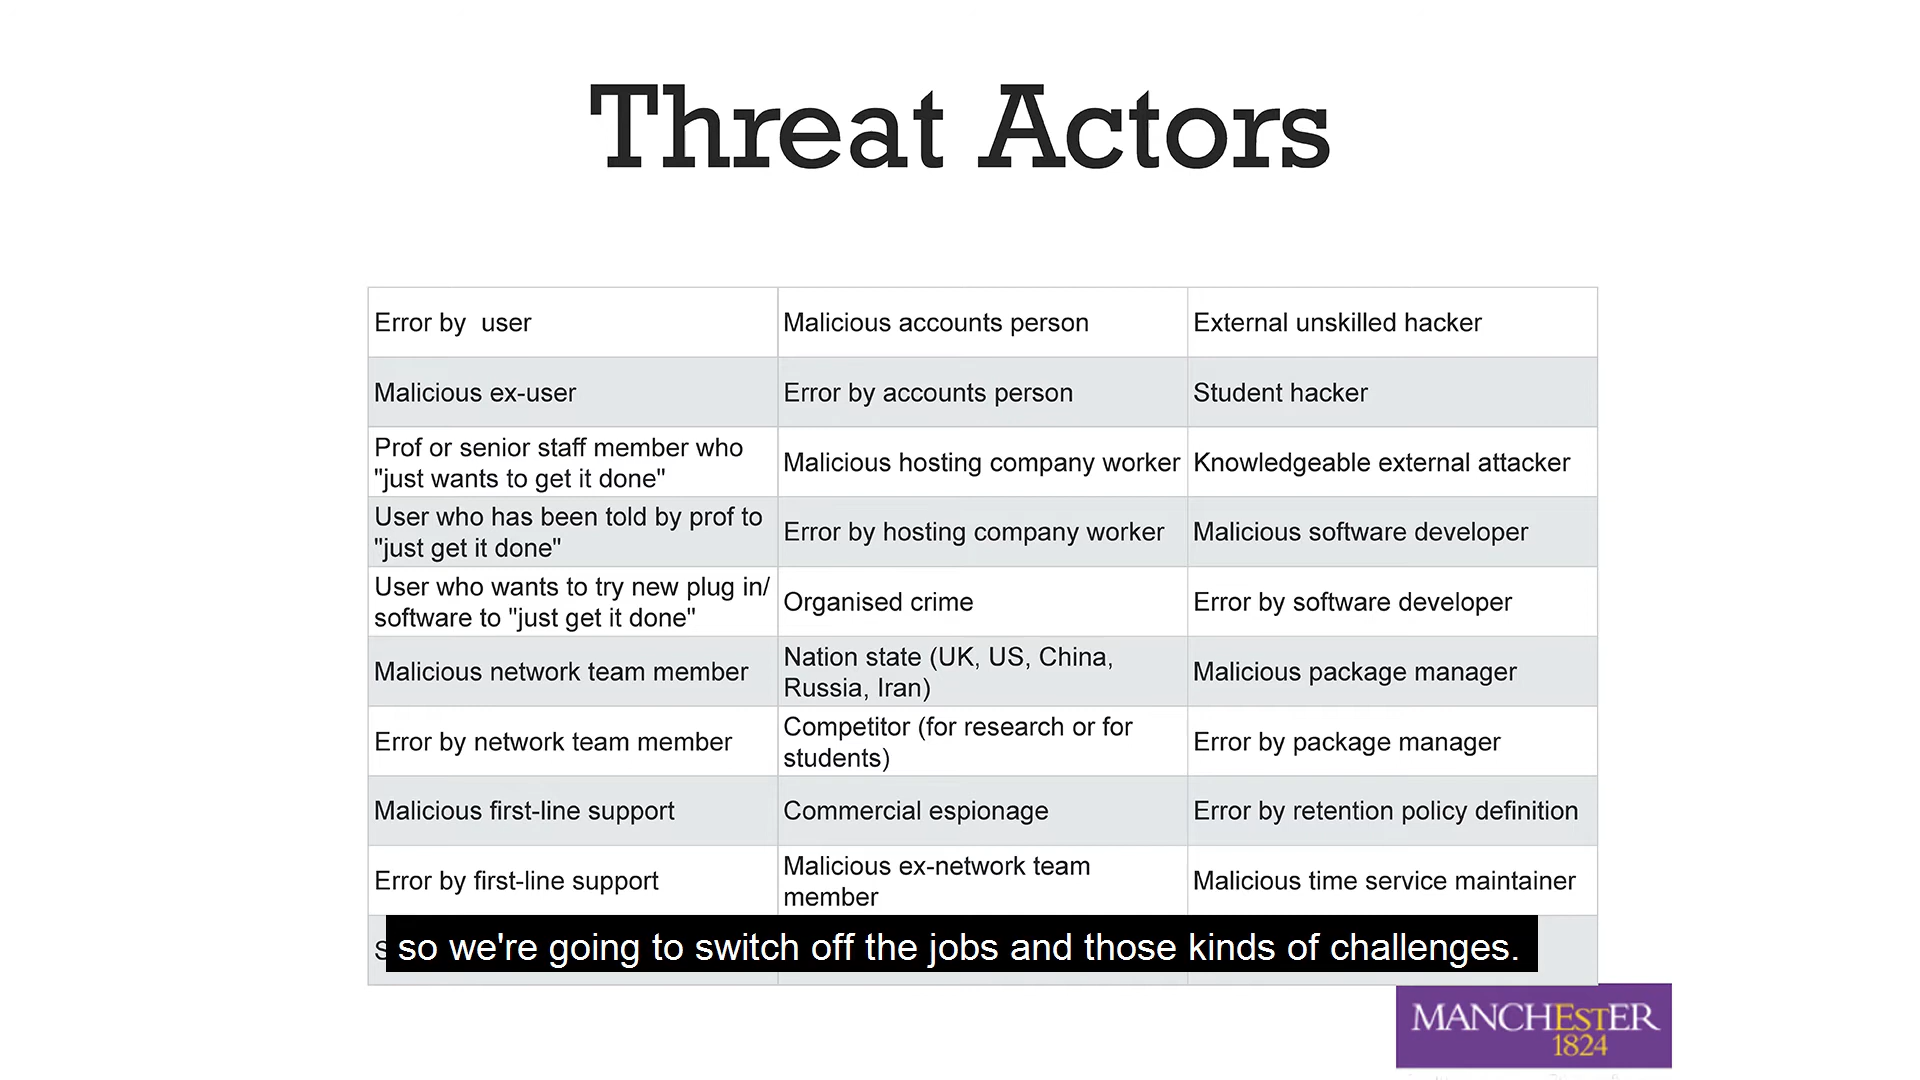 Threat Actors
Error by user
Malicious accounts person
External unskilled hacker
Malicious ex-user
Error by accounts person
Student hacker
Prof or senior staff member who
"just wants to get it done"
Malicious hosting company worker
Knowledgeable external attacker
User who has been told by prof to
"just get it done"
Error by hosting company worker
Malicious software developer
User who wants to try new plug in/
software to "just get it done"
Organised crime
Error by software developer
Malicious network team member
Nation state (UK, US, China,
Russia, Iran)
Malicious package manager
Error by network team member
Competitor (for research or for
students)
Error by package manager
Malicious first-line support
Commercial espionage
Error by retention policy definition
Error by first-line support
Malicious ex-network team
member
Malicious time service maintainer
so we're going to switch off the jobs and those kinds of challenges.
MANCHEsTER
1824